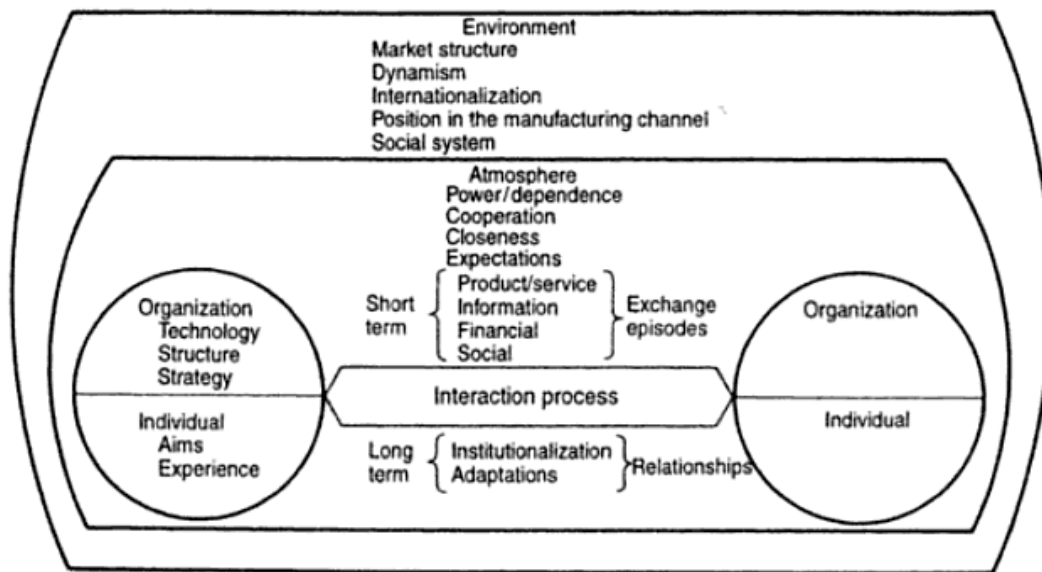 Environment
Market structure
Dynamism
Internationalization
Position in the manufacturing channel
Social system
Atmosphere
Power/dependence
Cooperation
Closeness
Expectations
Organization
Technology
Structure
Strategy
Individual
Aims
Experience
Short
term
Product/service
Information
Financial
Social
Exchange
episodes
Interaction process
Long
term
Institutionalization
Adaptations
Relationships
Organization
Individual